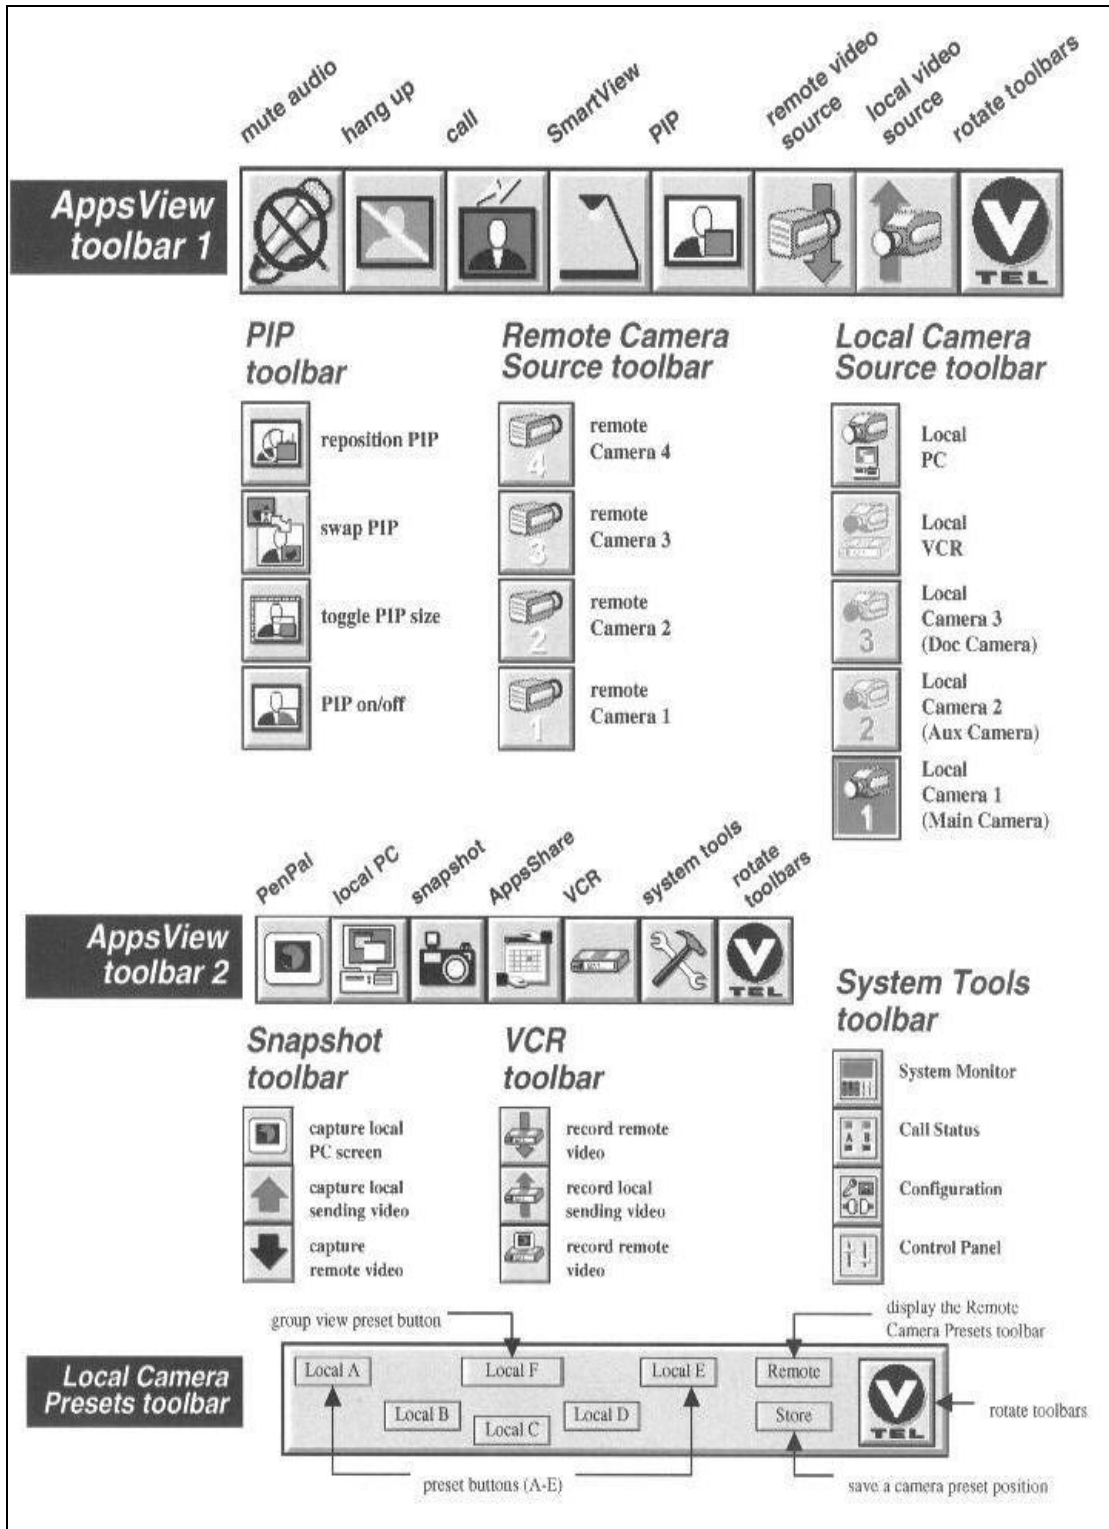 mute audio
hang up
call
SmartView
PIP
remote video
source
local video
source
rotate toolbars
AppsView
toolbar 1
V
TEL
PIP
toolbar
reposition PIP
swap PIP
toggle PIP size
PIP on/off
Remote Camera
Source toolbar
4
remote
Camera 4
3
remote
Camera 3
2
remote
Camera 2
1
remote
Camera 1
Local Camera
Source toolbar
Local
PC
Local
VCR
3
Local
Camera 3
(Doc Camera)
2
Local
Camera 2
(Aux Camera)
1
Local
Camera 1
(Main Camera)
PenPal
local PC
snapshot
AppsShare
VCR
system tools
rotate
toolbars
AppsView
toolbar 2
V
TEL
Snapshot
toolbar
capture local
PC screen
capture local
sending video
capture
remote video
VCR
toolbar
record remote
video
record local
sending video
record remote
video
System Tools
toolbar
System Monitor
A B
Call Status
Configuration
Control Panel
group view preset button
display the Remote
Camera Presets toolbar
Local Camera
Presets toolbar
Local A
Local F
Local E
Remote
Local B
Local C
Local D
Store
V
TEL
rotate toolbars
preset buttons (A-E)
save a camera preset position